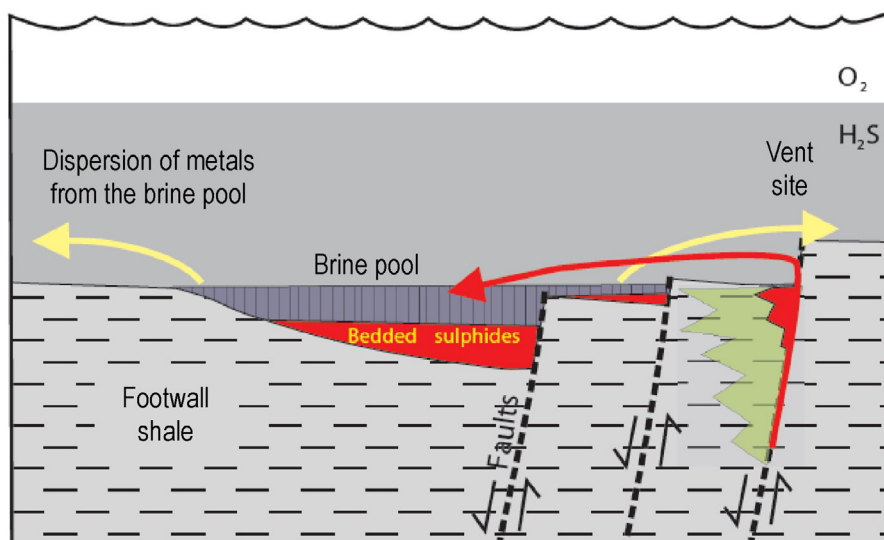 O₂
H₂S
Dispersion of metals
from the brine pool
Vent
site
Brine pool
Bedded sulphides
Footwall
shale
Faults